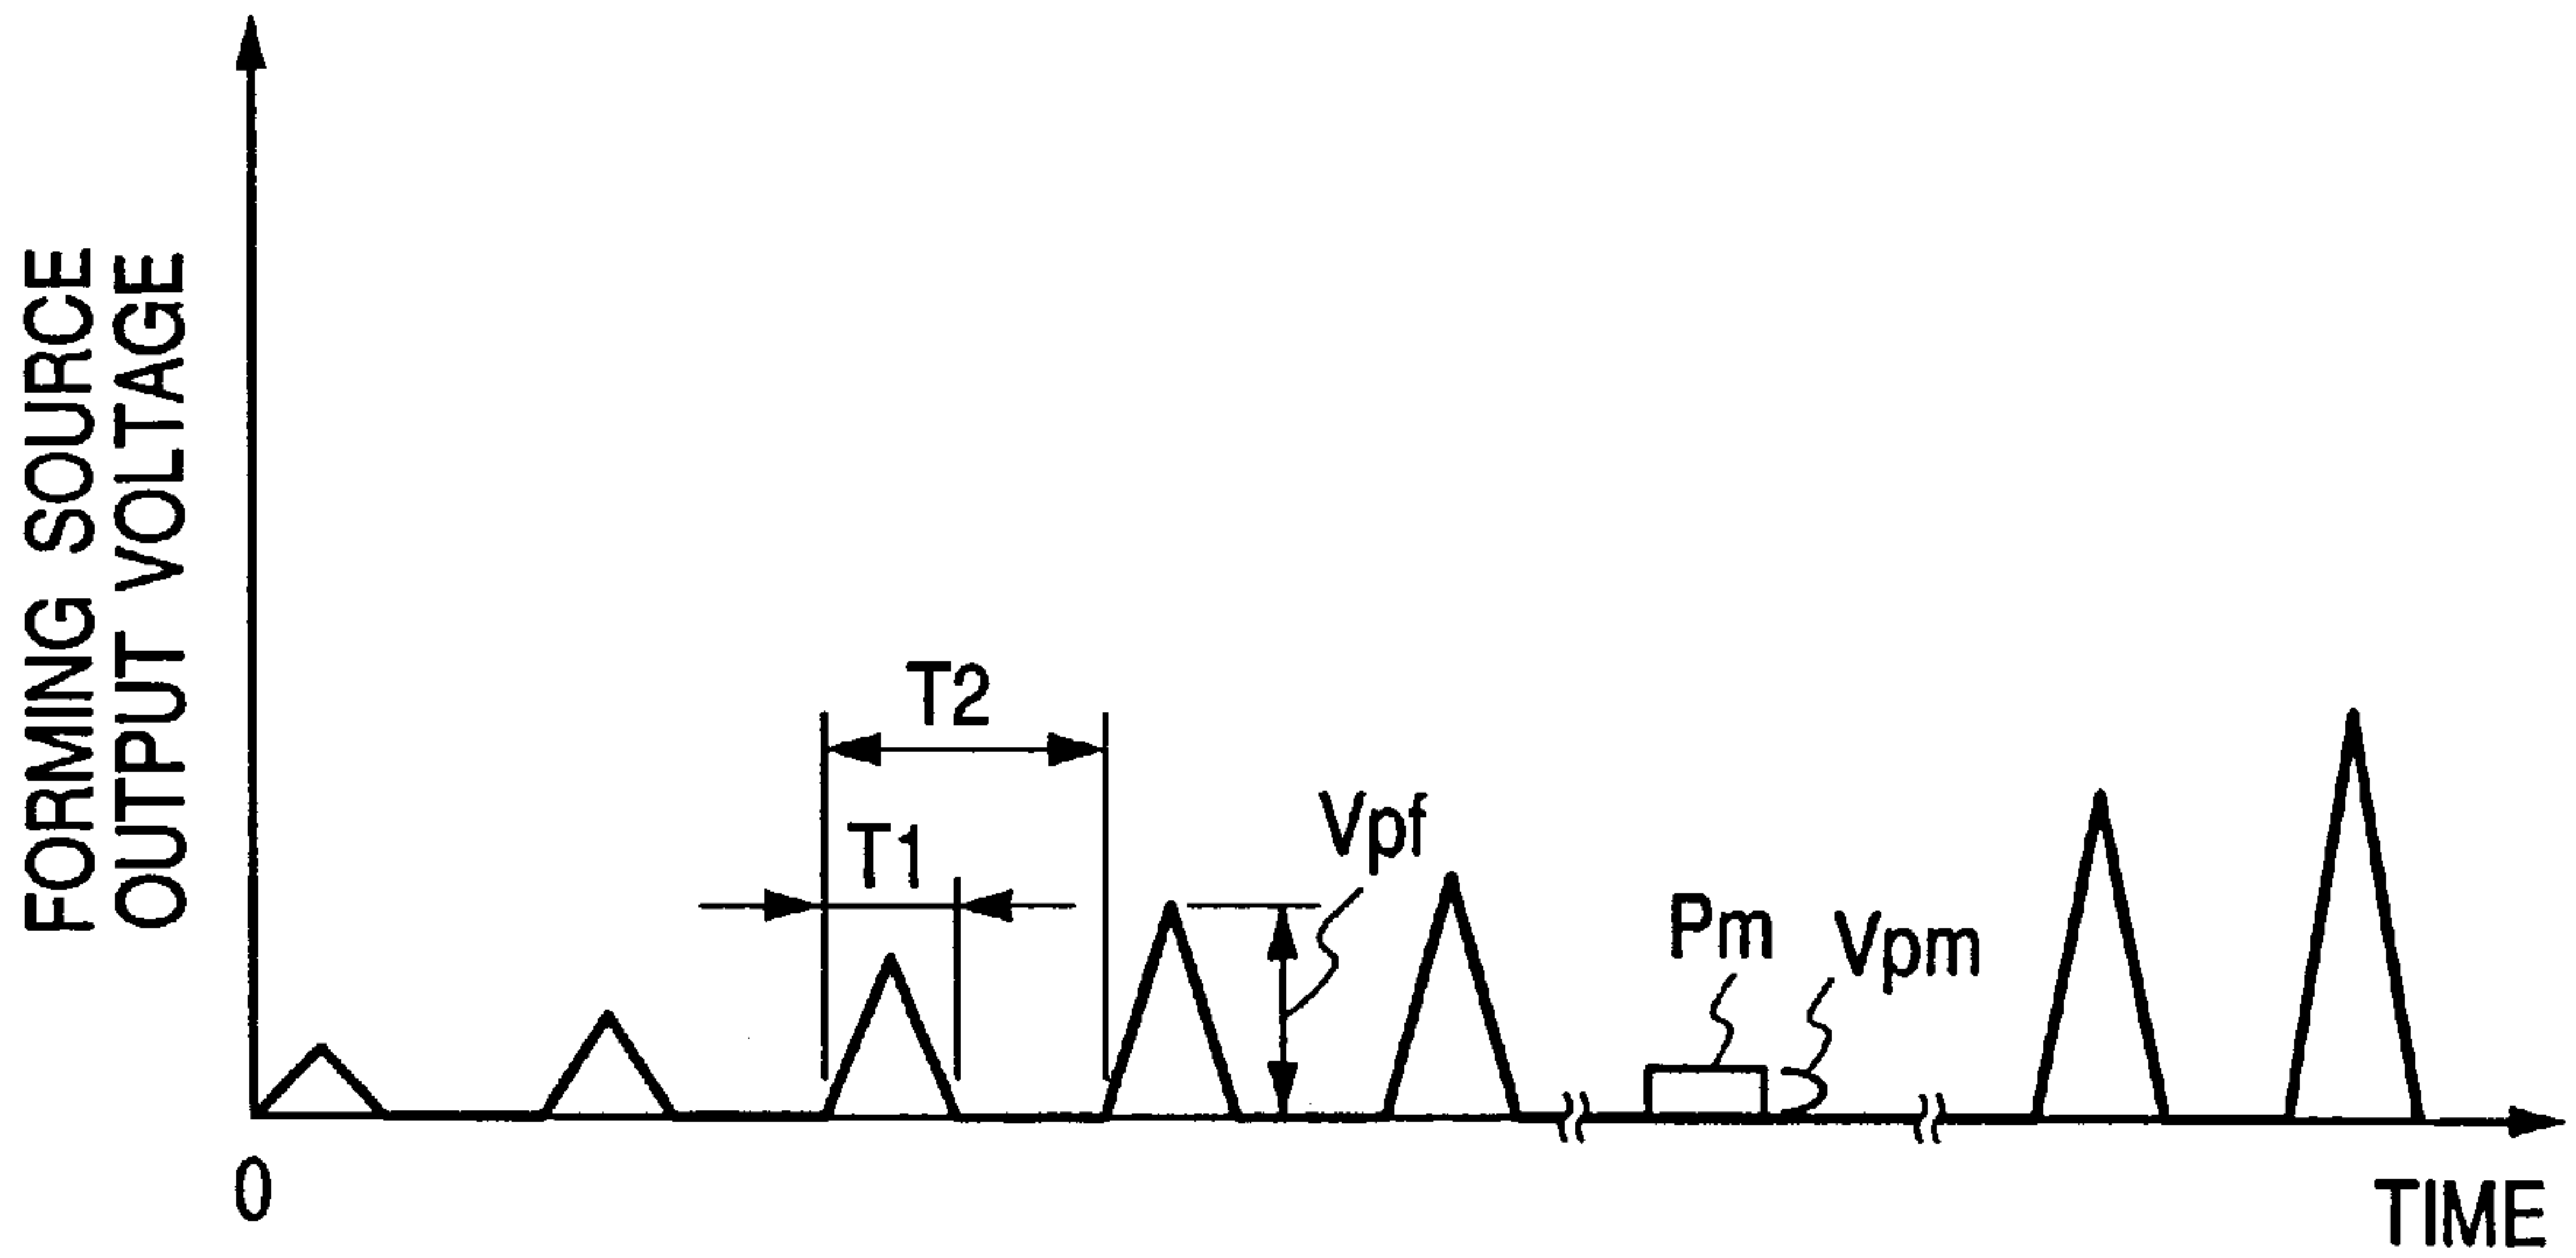 FORMING SOURCE
OUTPUT VOLTAGE
T2
T1
Vpf
Pm
Vpm
0
TIME